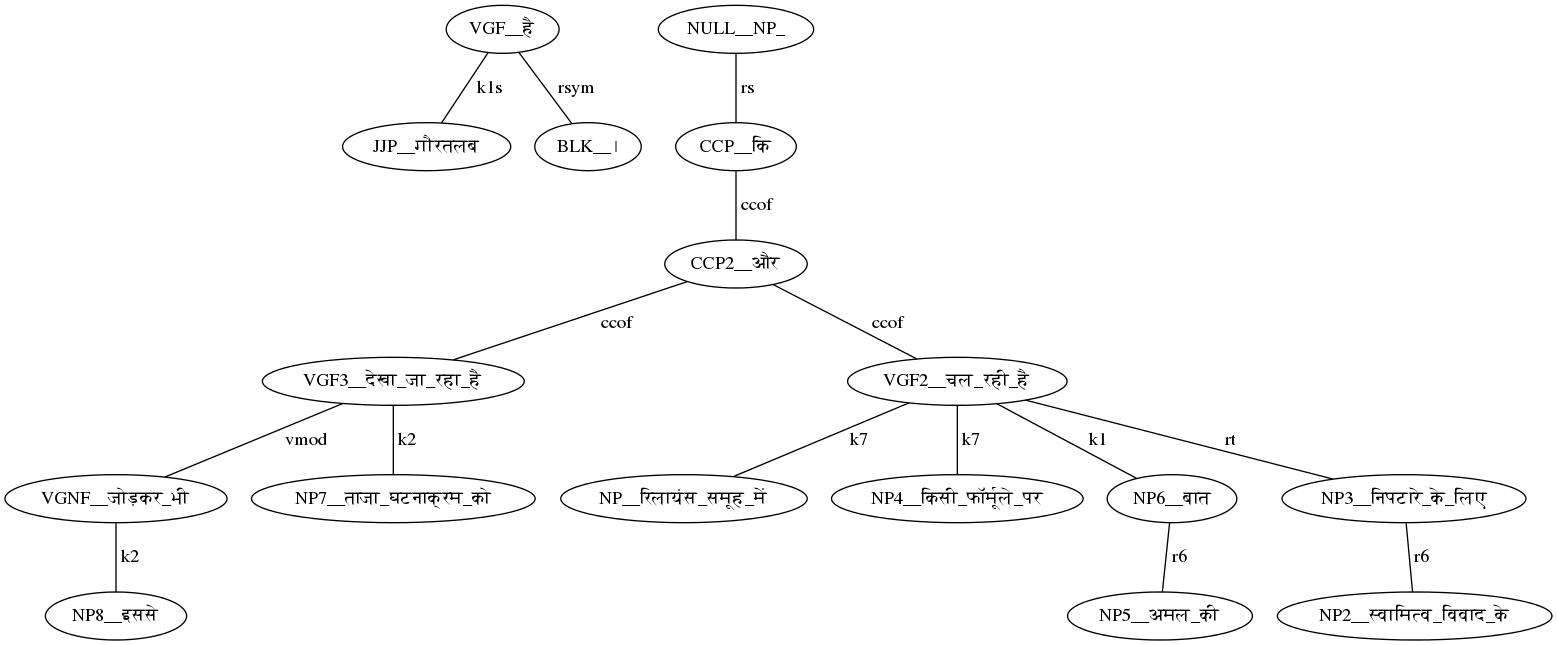 VGF__है NULL__NP_
k1s rsym rs
JJP__गौरतलब BLK__। CCP__कि
ccof
CCP2__और
ccof ccof
VGF3__देखा_जा_रहा_है VGF2__चल_रही_है
vmod k2 k7 k7 k1 rt
VGNF__जोड़कर_भी NP7__ताजा_घटनाक्रम_को NP__रिलायंस_समूह_में NP4__किसी_फॉर्मूले_पर NP6__बात NP3__निपटारे_के_लिए
k2 r6 r6
NP8__इससे NP5__अमल_की NP2__स्वामित्व_विवाद_के